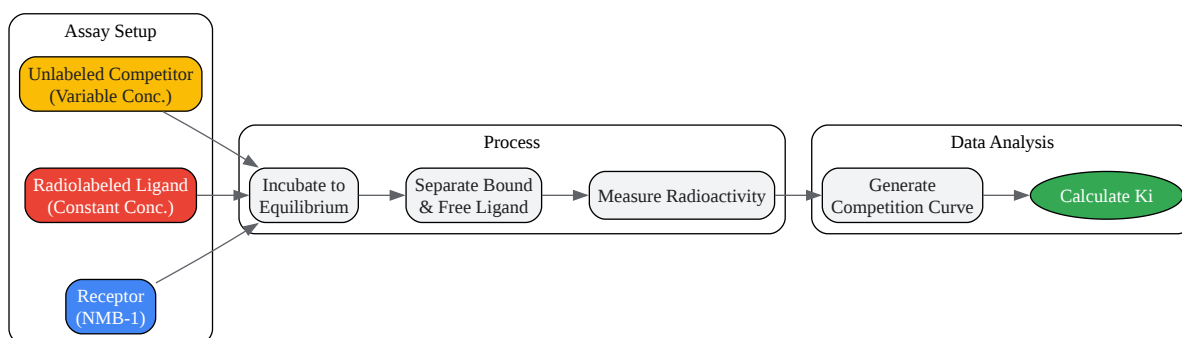 Assay Setup
Unlabeled Competitor
(Variable Conc.)
Radiolabeled Ligand
(Constant Conc.)
Receptor
(NMB-1)
Process
Incubate to
Equilibrium
Separate Bound
& Free Ligand
Measure Radioactivity
Data Analysis
Generate
Competition Curve
Calculate Ki